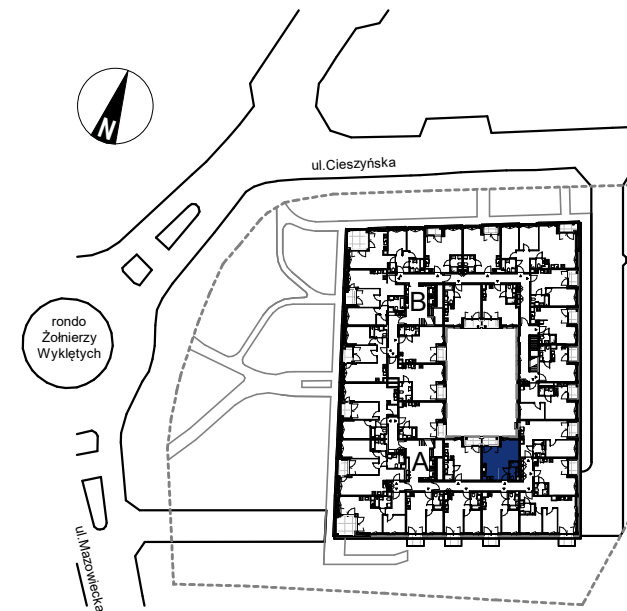 N
ul.Cieszyńska
B
rondo
Żołnierzy
Wyklętych
A
ul.Mazowiecka